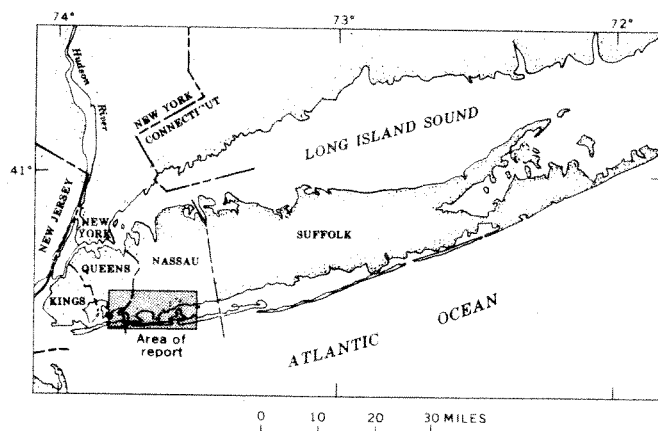 74°
73°
72°
Hudson
River
NEW YORK
CONNECTICUT
LONG ISLAND SOUND
41°
NEW JERSEY
NEW
YORK
SUFFOLK
QUEENS
NASSAU
KINGS
Area of
report
ATLANTIC OCEAN
0 10 20 30 MILES